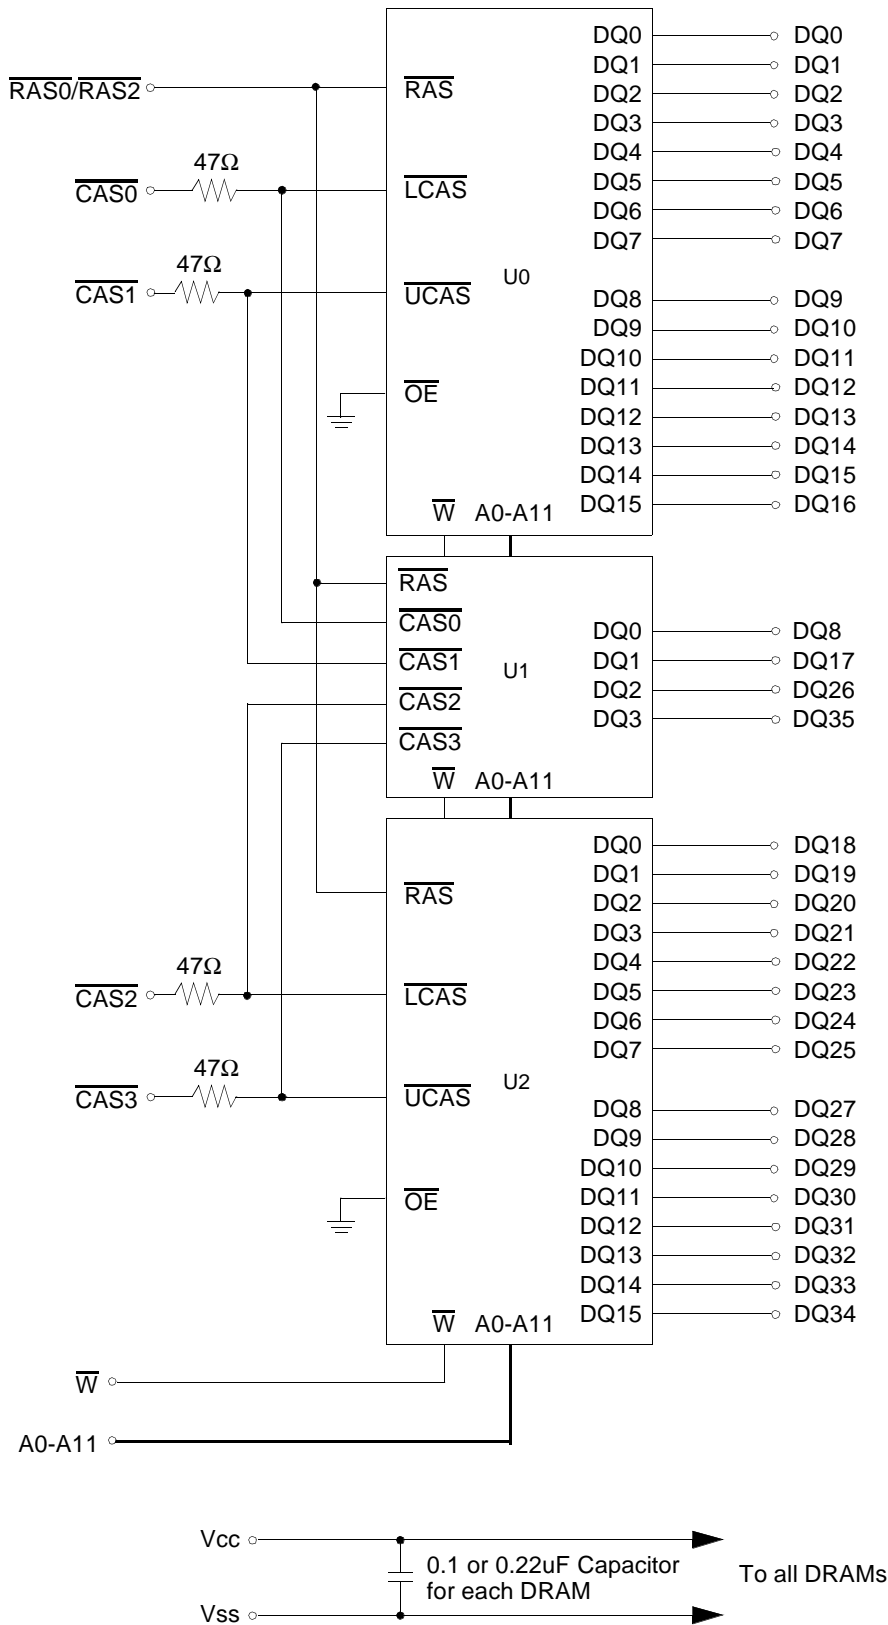 DQ0 DQ0
DQ1 DQ1
RAS0/RAS2 RAS DQ2 DQ2
DQ3 DQ3
47Ω DQ4 DQ4
CAS0 LCAS DQ5 DQ5
DQ6 DQ6
DQ7 DQ7
47Ω U0
CAS1 UCAS DQ8 DQ9
DQ9 DQ10
DQ10 DQ11
OE DQ11 DQ12
DQ12 DQ13
DQ13 DQ14
DQ14 DQ15
W A0-A11 DQ15 DQ16
RAS
CAS0 DQ0 DQ8
CAS1 U1 DQ1 DQ17
CAS2 DQ2 DQ26
CAS3 DQ3 DQ35
W A0-A11
DQ0 DQ18
DQ1 DQ19
RAS DQ2 DQ20
DQ3 DQ21
47Ω DQ4 DQ22
CAS2 LCAS DQ5 DQ23
DQ6 DQ24
DQ7 DQ25
47Ω U2
CAS3 UCAS DQ8 DQ27
DQ9 DQ28
DQ10 DQ29
OE DQ11 DQ30
DQ12 DQ31
DQ13 DQ32
DQ14 DQ33
W A0-A11 DQ15 DQ34
W
A0-A11
Vcc
0.1 or 0.22uF Capacitor To all DRAMs
for each DRAM
Vss